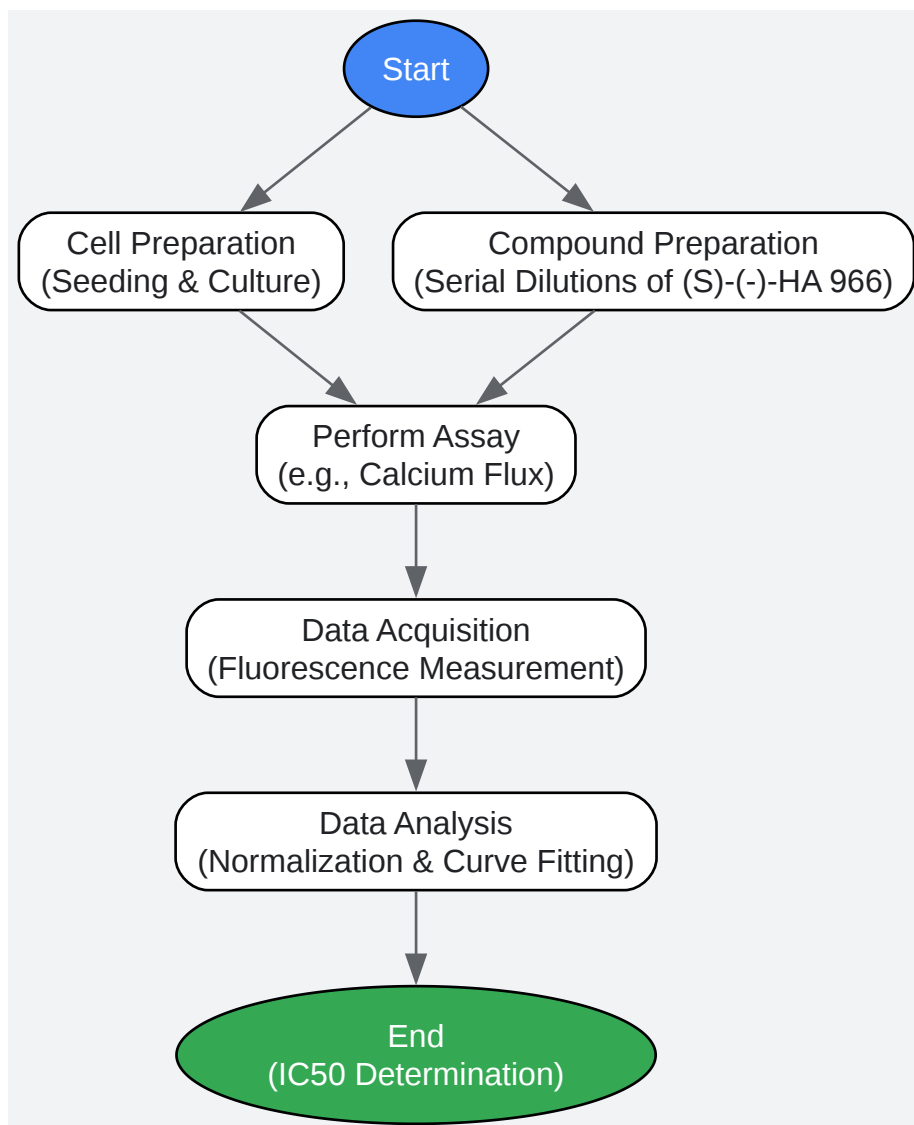 Start
Cell Preparation
(Seeding & Culture)
Compound Preparation
(Serial Dilutions of (S)-(-)-HA 966)
Perform Assay
(e.g., Calcium Flux)
Data Acquisition
(Fluorescence Measurement)
Data Analysis
(Normalization & Curve Fitting)
End
(IC50 Determination)